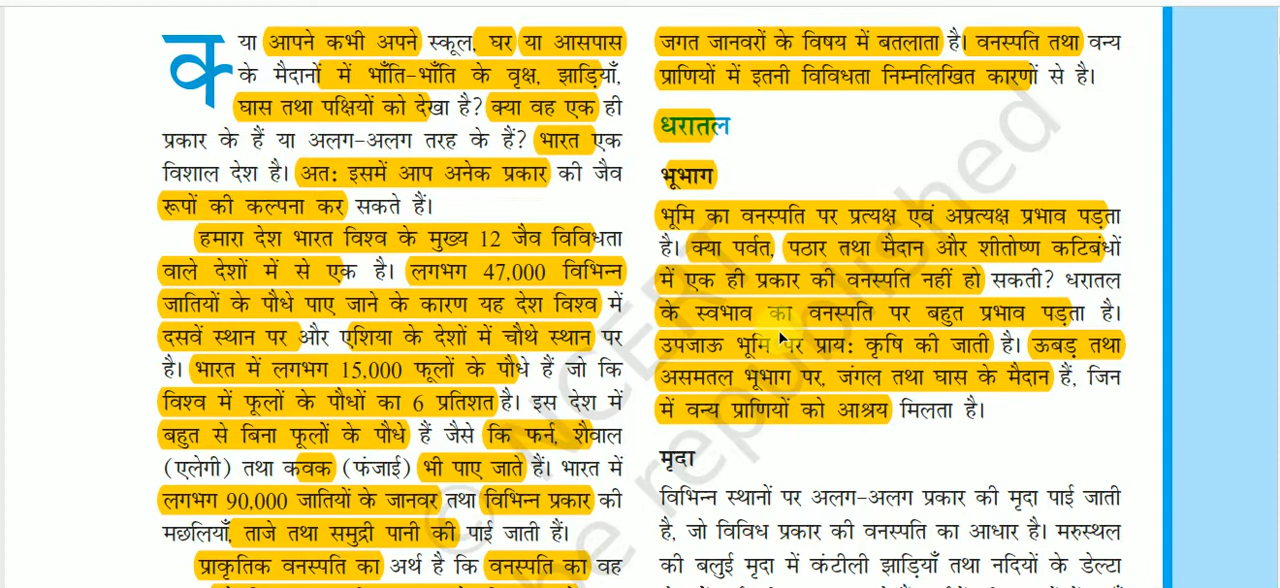 क्या आपने कभी अपने स्कूल, घर या आसपास
के मैदानों में भाँति-भाँति के वृक्ष, झाड़ियाँ,
घास तथा पक्षियों को देखा है? क्या वह एक ही
प्रकार के हैं या अलग-अलग तरह के हैं? भारत एक
विशाल देश है। अतः इसमें आप अनेक प्रकार की जैव
रूपों की कल्पना कर सकते हैं।
हमारा देश भारत विश्व के मुख्य 12 जैव विविधता
वाले देशों में से एक है। लगभग 47,000 विभिन्न
जातियों के पौधे पाए जाने के कारण यह देश विश्व में
दसवें स्थान पर और एशिया के देशों में चौथे स्थान पर
है। भारत में लगभग 15,000 फूलों के पौधे हैं जो कि
विश्व में फूलों के पौधों का 6 प्रतिशत है। इस देश में
बहुत से बिना फूलों के पौधे हैं जैसे कि फर्न, शैवाल
(एलेगी) तथा कवक (फंजाई) भी पाए जाते हैं। भारत में
लगभग 90,000 जातियों के जानवर तथा विभिन्न प्रकार की
मछलियाँ, ताजे तथा समुद्री पानी की पाई जाती हैं।
प्राकृतिक वनस्पति का अर्थ है कि वनस्पति का वह
जगत जानवरों के विषय में बतलाता है। वनस्पति तथा वन्य
प्राणियों में इतनी विविधता निम्नलिखित कारणों से है।
धरातल
भूभाग
भूमि का वनस्पति पर प्रत्यक्ष एवं अप्रत्यक्ष प्रभाव पड़ता
है। क्या पर्वत, पठार तथा मैदान और शीतोष्ण कटिबंधों
में एक ही प्रकार की वनस्पति नहीं हो सकती? धरातल
के स्वभाव का वनस्पति पर बहुत प्रभाव पड़ता है।
उपजाऊ भूमि पर प्रायः कृषि की जाती है। ऊबड़ तथा
असमतल भूभाग पर, जंगल तथा घास के मैदान हैं, जिन
में वन्य प्राणियों को आश्रय मिलता है।
मृदा
विभिन्न स्थानों पर अलग-अलग प्रकार की मृदा पाई जाती
है, जो विविध प्रकार की वनस्पति का आधार है। मरुस्थल
की बलुई मृदा में कंटीली झाड़ियाँ तथा नदियों के डेल्टा
© NCERT
be republished